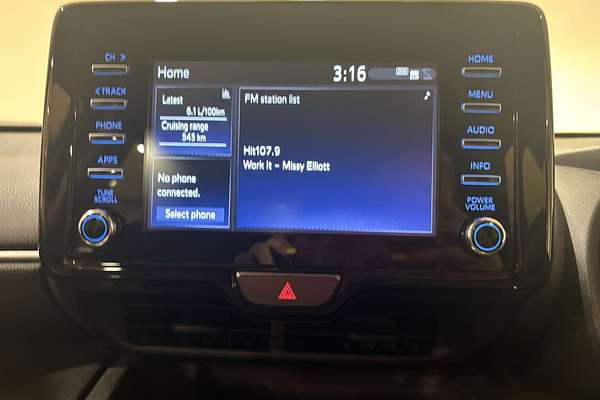 CH >
< TRACK
PHONE
APPS
TUNE
SCROLL
Home
3:16
Latest
6.1 L/100km
Cruising range
545 km
No phone
connected.
Select phone
FM station list
Hit107.9
Work It - Missy Elliott
HOME
MENU
AUDIO
INFO
POWER
VOLUME